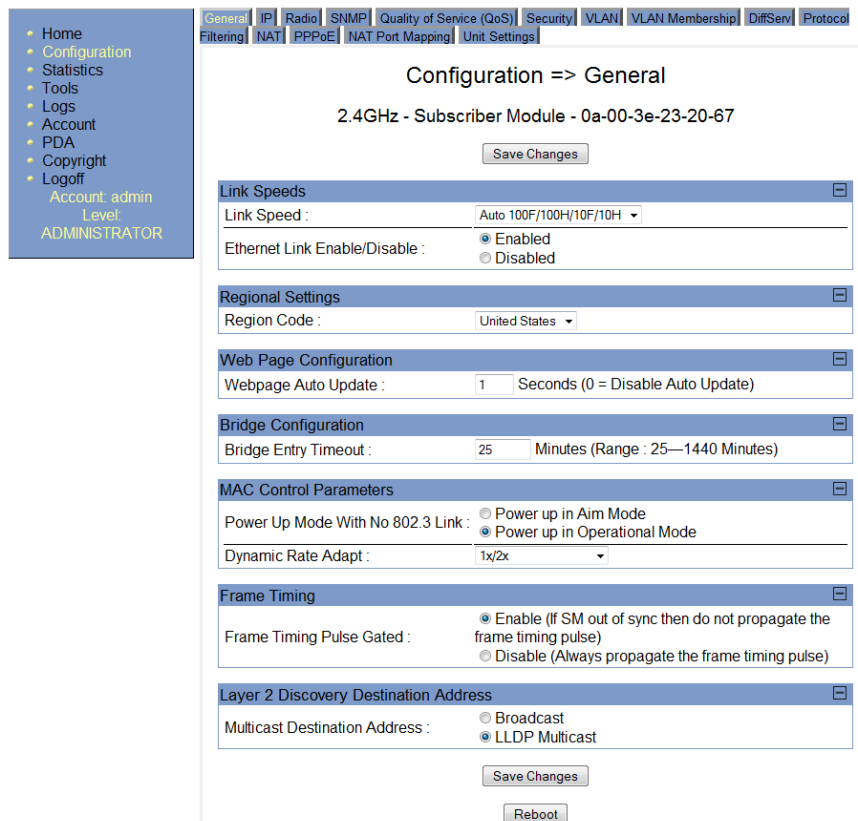 Home
Configuration
Statistics
Tools
Logs
Account
PDA
Copyright
Logoff
Account: admin
Level:
ADMINISTRATOR
General IP Radio SNMP Quality of Service (QoS) Security VLAN VLAN Membership DiffServ Protocol
Filtering NAT PPPoE NAT Port Mapping Unit Settings
Configuration => General
2.4GHz - Subscriber Module - 0a-00-3e-23-20-67
Save Changes
Link Speeds
Link Speed : Auto 100F/100H/10F/10H
Ethernet Link Enable/Disable :
Enabled
Disabled
Regional Settings
Region Code : United States
Web Page Configuration
Webpage Auto Update : 1 Seconds (0 = Disable Auto Update)
Bridge Configuration
Bridge Entry Timeout : 25 Minutes (Range : 25—1440 Minutes)
MAC Control Parameters
Power Up Mode With No 802.3 Link :
Power up in Aim Mode
Power up in Operational Mode
Dynamic Rate Adapt : 1x/2x
Frame Timing
Frame Timing Pulse Gated :
Enable (If SM out of sync then do not propagate the
frame timing pulse)
Disable (Always propagate the frame timing pulse)
Layer 2 Discovery Destination Address
Multicast Destination Address :
Broadcast
LLDP Multicast
Save Changes
Reboot